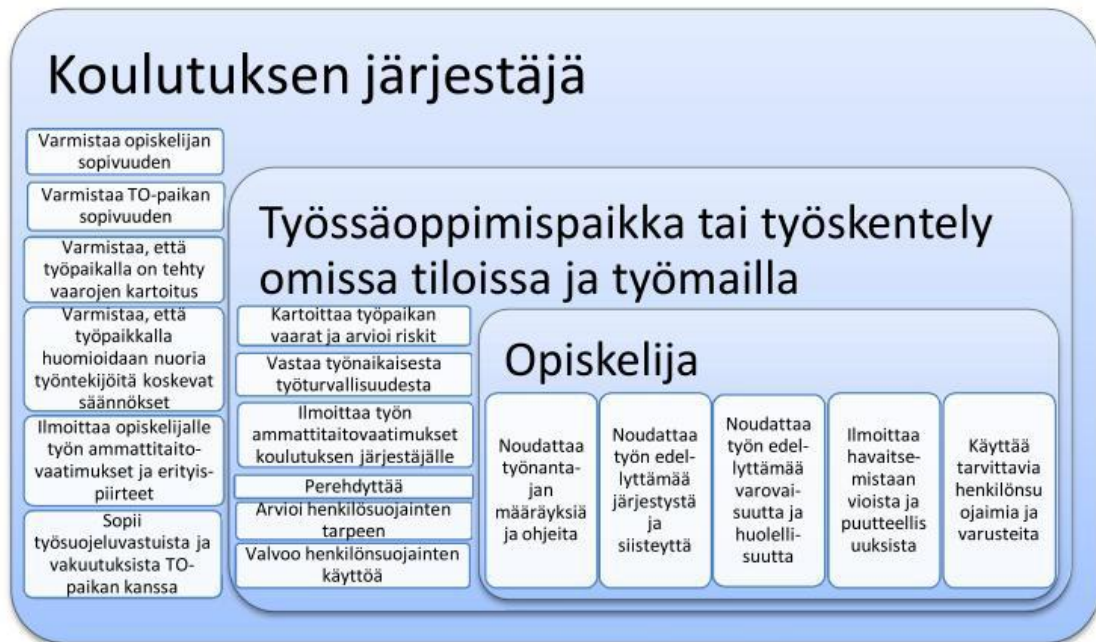 Koulutuksen järjestäjä
Varmistaa opiskelijan
sopivuuden
Varmistaa TO-paikan
sopivuuden
Varmistaa, että
työpaikalla on tehty
vaarojen kartoitus
Varmistaa, että
työpaikkalla
huomioidaan nuoria
työntekijöitä koskevat
säännökset
Ilmoittaa opiskelijalle
työn ammattitaito-
vaatimukset ja erityis-
piirteet
Sopii
työsuojeluvastuista ja
vakuutuksista TO-
paikan kanssa
Työssäoppimispaikka tai työskentely
omissa tiloissa ja työmailla
Kartoittaa työpaikan
vaarat ja arvioi riskit
Vastaa työnaikaisesta
työturvallisuudesta
Ilmoittaa työn
ammattitaitovaatimukset
koulutuksen järjestäjälle
Perehdyttää
Arvioi henkilösuojainten
tarpeen
Valvoo henkilönsuojainten
käyttöä
Opiskelija
Noudattaa
työnanta-
jan
määräyksiä
ja ohjeita
Noudattaa
työn edel-
lyttämää
järjestystä
ja
siisteyttä
Noudattaa
työn edel-
lyttämää
varovai-
suutta ja
huolelli-
suutta
Ilmoittaa
havaitse-
mistaan
vioista ja
puutteellis
uuksista
Käyttää
tarvittavia
henkilönsu
ojaimia ja
varusteita